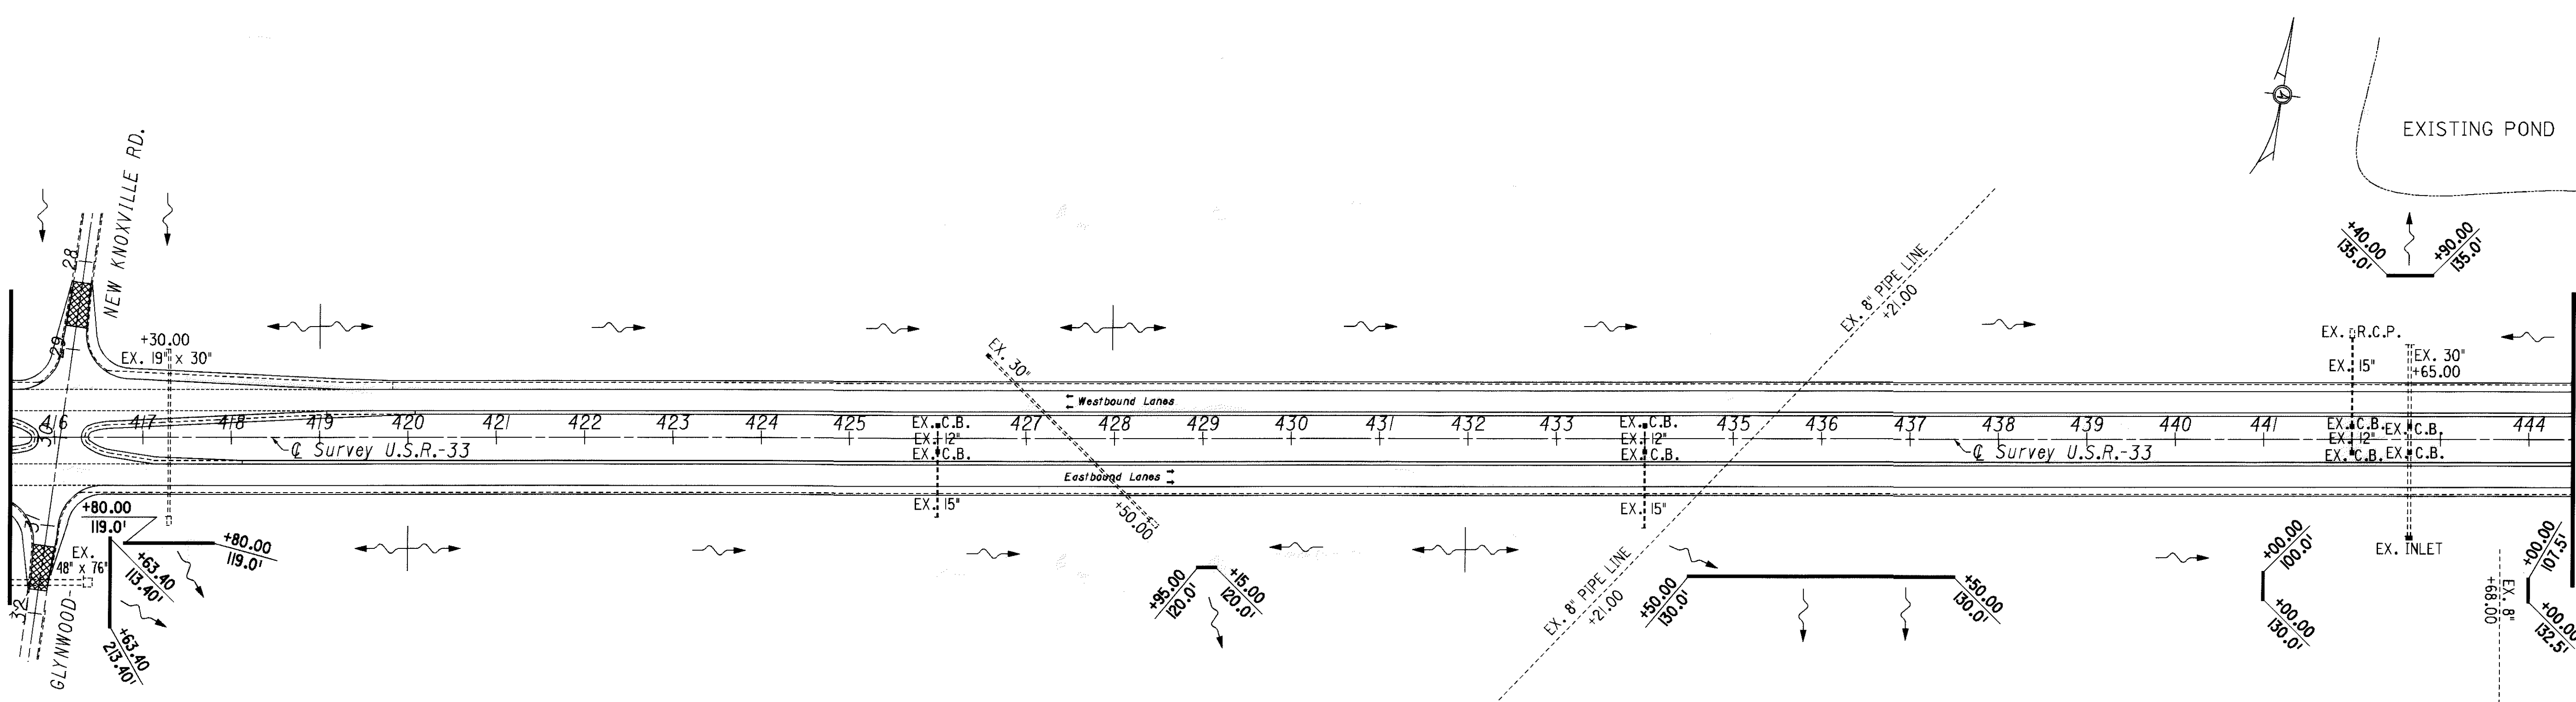 EXISTING POND
NEW KNOXVILLE RD.
28
29
30
31
32
+40.00
135.0'
+90.00
135.0'
EX. 8" PIPE LINE
+21.00
+30.00
EX. 19" x 30"
EX. 30"
EX. R.C.P.
EX. 15"
EX. 30"
+65.00
Westbound Lanes
416 417 418 419 420 421 422 423 424 425 427 428 429 430 431 432 433 435 436 437 438 439 440 441 444
EX. C.B.
EX. 12"
EX. C.B.
EX. C.B.
EX. 12"
EX. C.B.
EX. C.B.
EX. 12"
EX. C.B.
EX. C.B.
EX. C.B.
℄ Survey U.S.R.-33
℄ Survey U.S.R.-33
Eastbound Lanes
EX. 15"
+50.00
EX. 15"
+80.00
119.0'
+80.00
119.0'
EX.
48" x 76"
+63.40
113.40'
+63.40
213.40'
GLYNWOOD
+95.00
120.0'
+15.00
120.0'
EX. 8" PIPE LINE
+21.00
+50.00
130.0'
+50.00
130.0'
EX. INLET
+00.00
100.0'
+00.00
130.0'
EX. 8"
+68.00
+00.00
107.5'
+00.00
132.5'